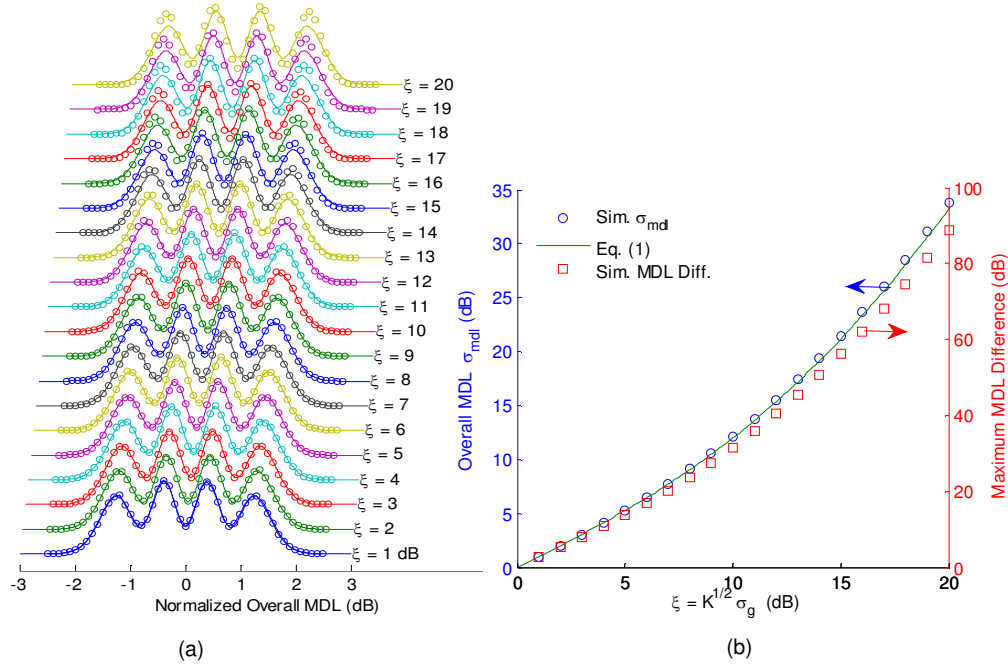 ξ = 20
ξ = 19
ξ = 18
ξ = 17
ξ = 16
ξ = 15
ξ = 14
ξ = 13
ξ = 12
ξ = 11
ξ = 10
ξ = 9
ξ = 8
ξ = 7
ξ = 6
ξ = 5
ξ = 4
ξ = 3
ξ = 2
ξ = 1 dB
-3 -2 -1 0 1 2 3
Normalized Overall MDL (dB)
(a)
35
30
25
20
15
10
5
0
Overall MDL σmdl (dB)
Sim. σmdl
Eq. (1)
Sim. MDL Diff.
100
80
60
40
20
0
Maximum MDL Difference (dB)
0 5 10 15 20
ξ = K^1/2 σg (dB)
(b)